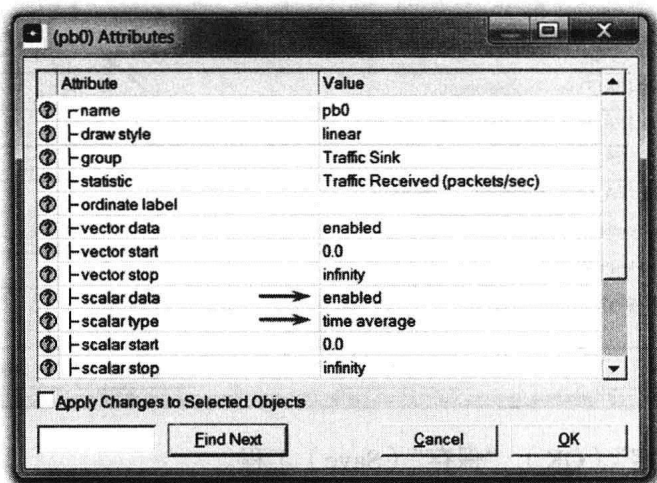 (pb0) Attributes
Attribute Value
name pb0
draw style linear
group Traffic Sink
statistic Traffic Received (packets/sec)
ordinate label
vector data enabled
vector start 0.0
vector stop infinity
scalar data enabled
scalar type time average
scalar start 0.0
scalar stop infinity
Apply Changes to Selected Objects
Find Next Cancel OK